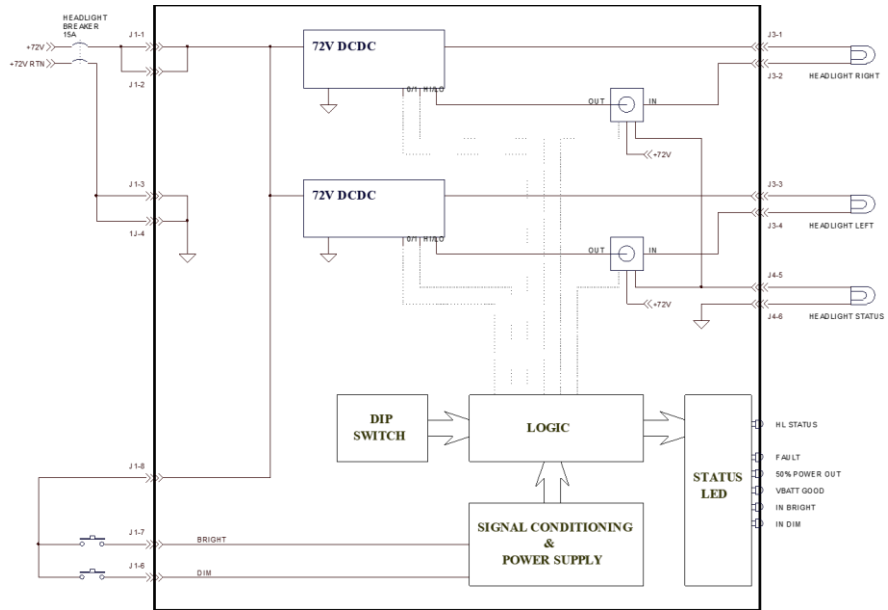 HEADLIGHT
BREAKER
15A
+72V
+72V RTN
J1-1
J1-2
72V DCDC
0/1 HI/LO
OUT
IN
+72V
J3-1
J3-2
HEADLIGHT RIGHT
J1-3
1J-4
72V DCDC
0/1 HI/LO
OUT
IN
+72V
J3-3
J3-4
HEADLIGHT LEFT
J4-5
J4-6
HEADLIGHT STATUS
DIP
SWITCH
LOGIC
STATUS
LED
HL STATUS
FAULT
50% POWER OUT
VBATT GOOD
IN BRIGHT
IN DIM
J1-8
J1-7
BRIGHT
J1-6
DIM
SIGNAL CONDITIONING
&
POWER SUPPLY